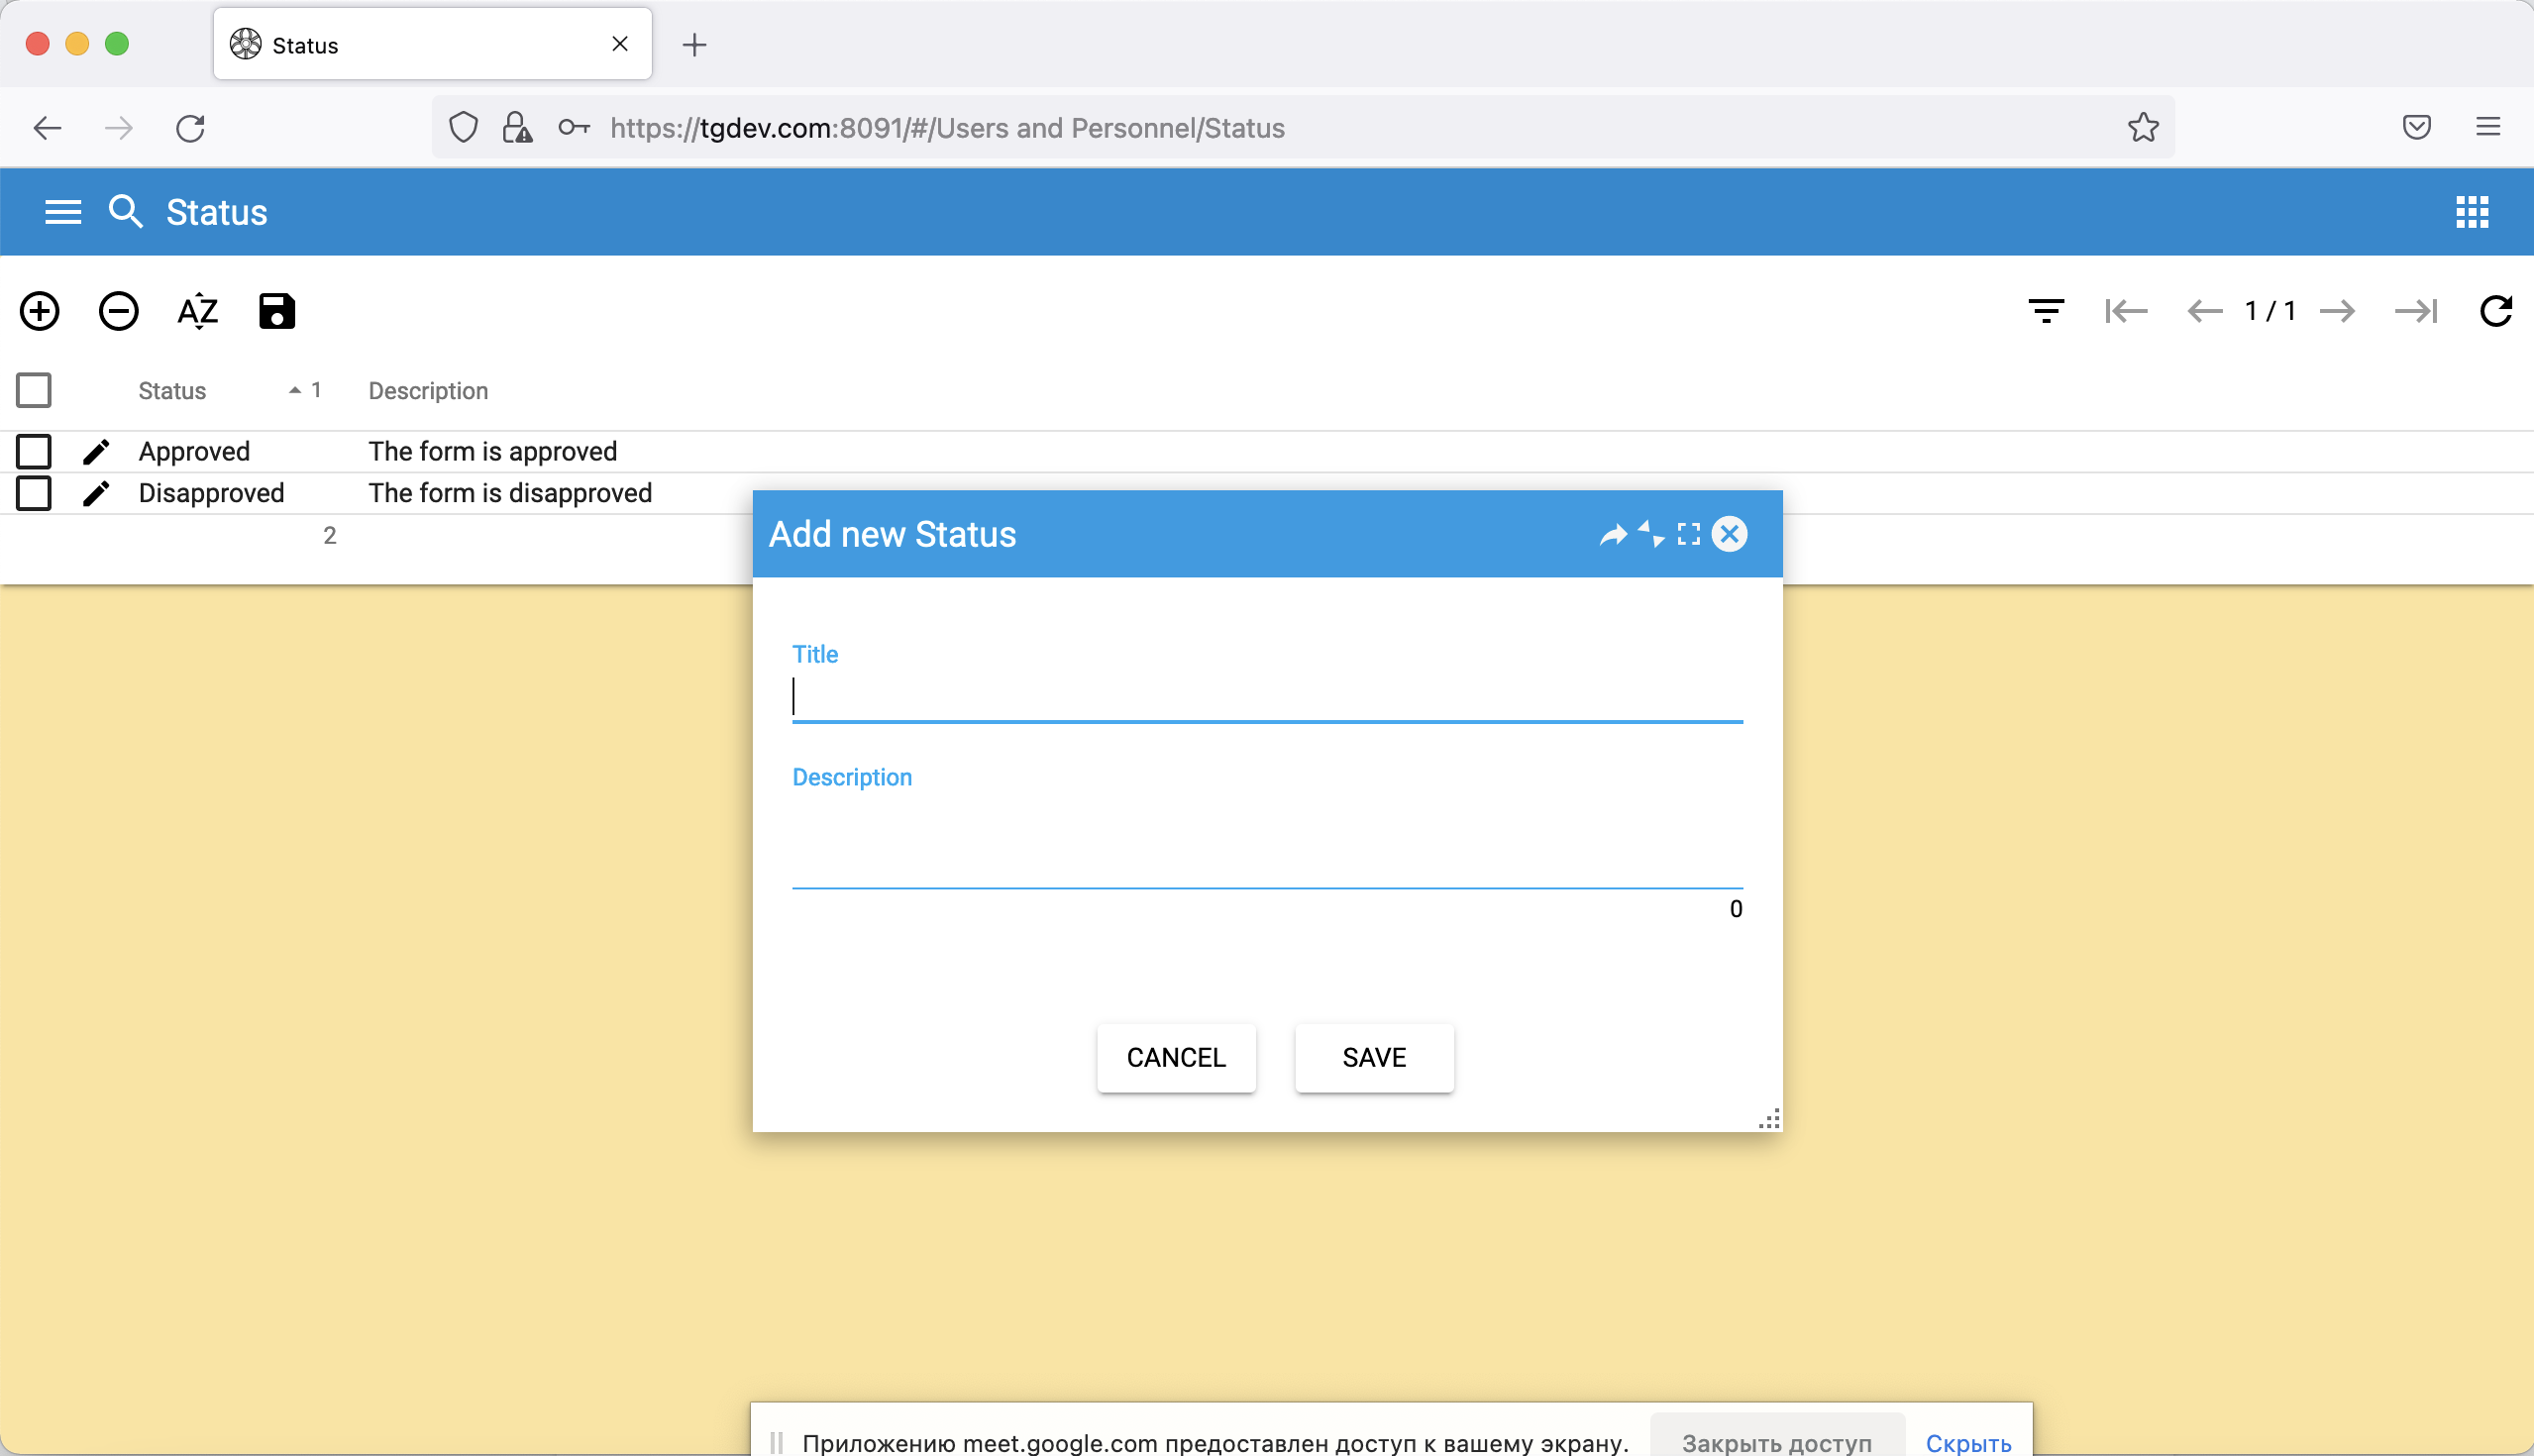 Status
https://tgdev.com:8091/#/Users and Personnel/Status
Status
AZ
1 / 1
Status 1 Description
Approved The form is approved
Disapproved The form is disapproved
2
Add new Status
Title
Description
0
CANCEL SAVE
Приложению meet.google.com предоставлен доступ к вашему экрану. Закрыть доступ Скрыть